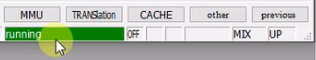 MMU TRANSlation CACHE other previous
running OFF MIX UP